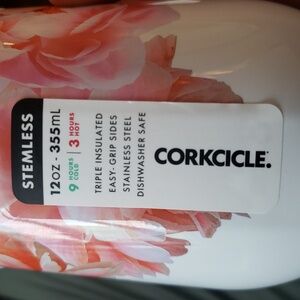 STEMLESS
12OZ - 355mL
9 HOURS COLD | 3 HOURS HOT
TRIPLE INSULATED
EASY-GRIP SIDES
STAINLESS STEEL
DISHWASHER SAFE
CORKCICLE.